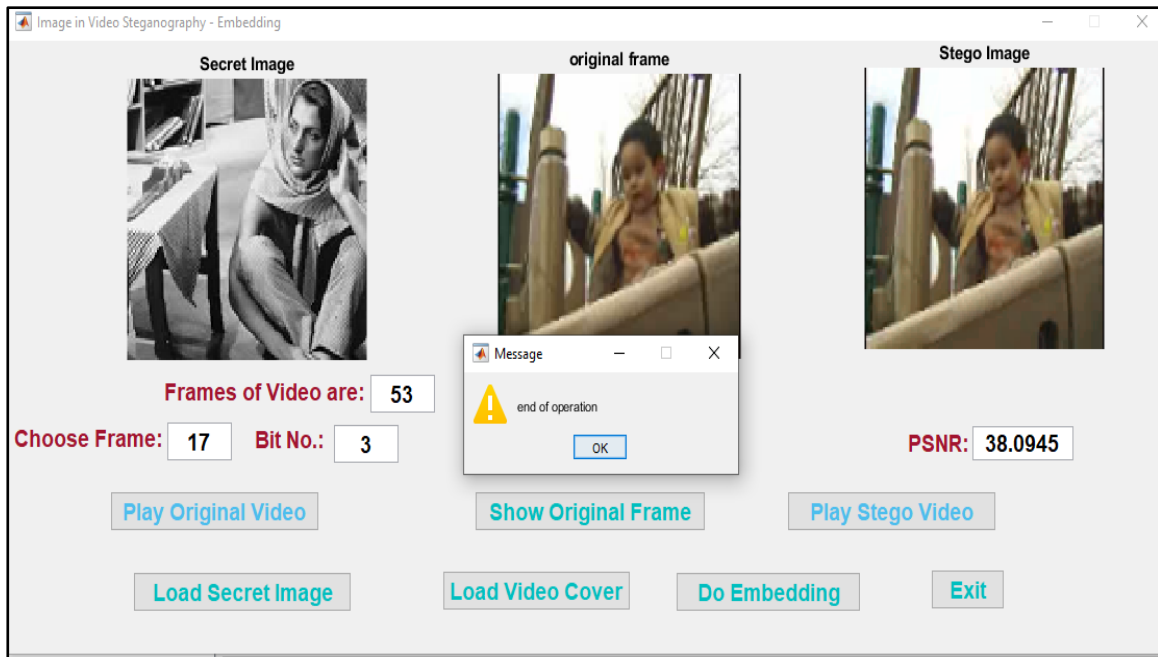 Image in Video Steganography - Embedding
Secret Image
original frame
Stego Image
Message
end of operation
OK
Frames of Video are: 53
Choose Frame: 17 Bit No.: 3
PSNR: 38.0945
Play Original Video
Show Original Frame
Play Stego Video
Load Secret Image
Load Video Cover
Do Embedding
Exit